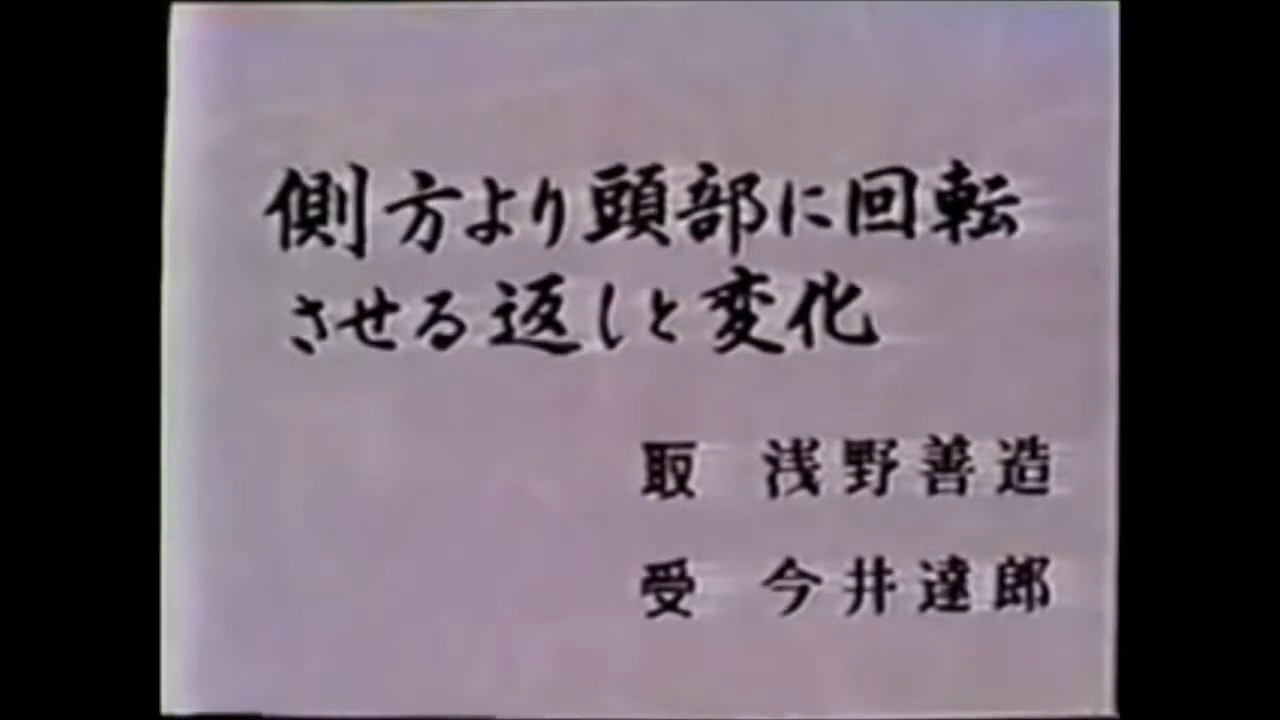 側方より頭部に回転
させる返しと変化
取 浅野善造
受 今井達郎